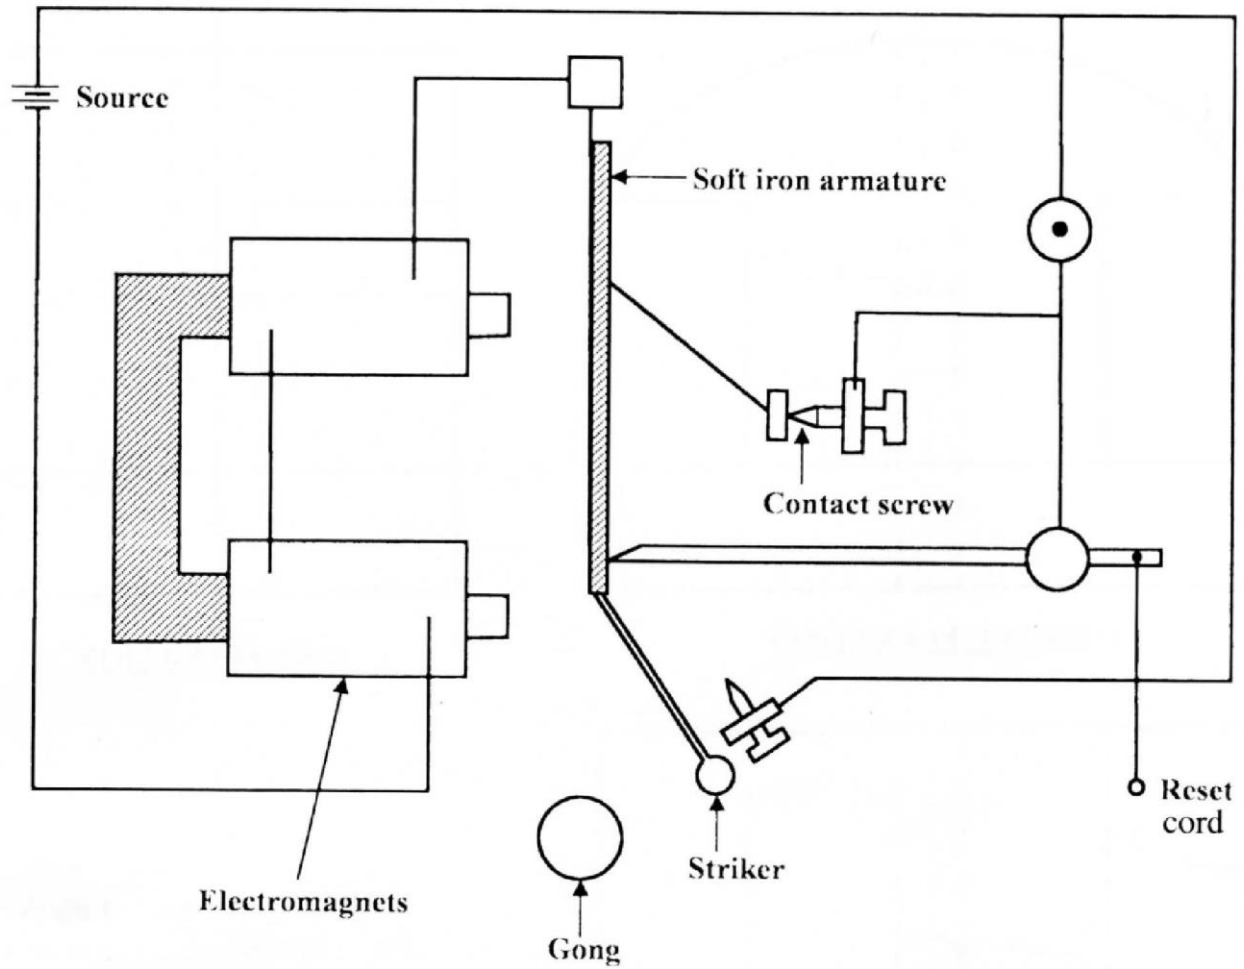 Source
Soft iron armature
Contact screw
Reset
cord
Striker
Electromagnets
Gong